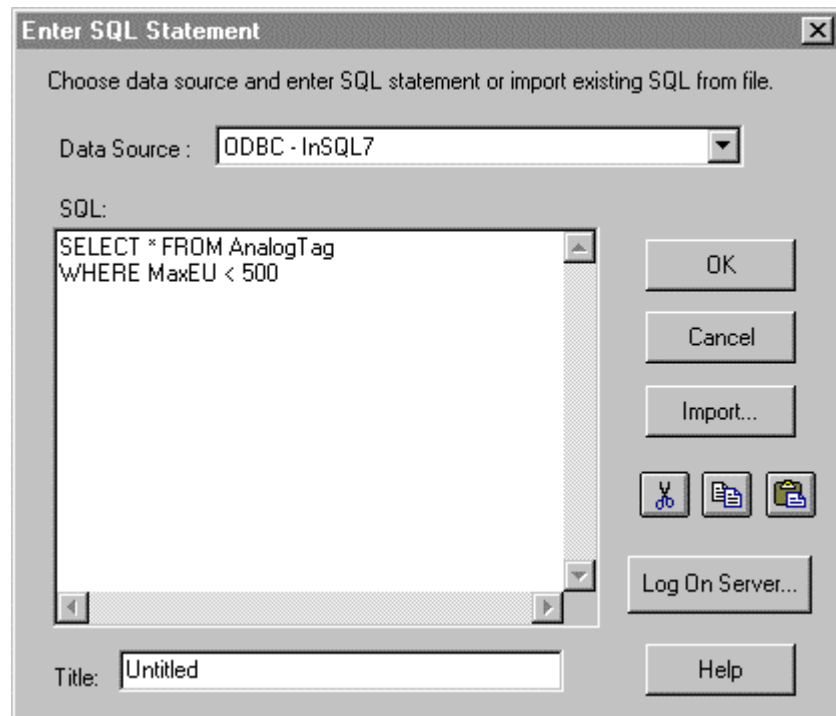 Enter SQL Statement
Choose data source and enter SQL statement or import existing SQL from file.
Data Source : ODBC - InSQL7
SQL:
SELECT * FROM AnalogTag
WHERE MaxEU < 500
OK
Cancel
Import...
Log On Server...
Title: Untitled
Help